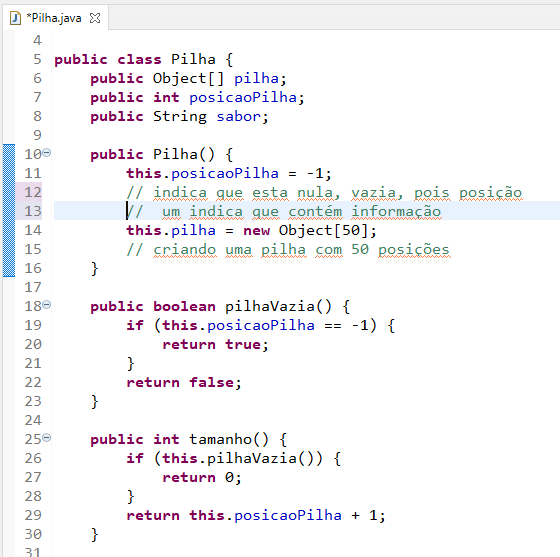 *Pilha.java
4
5 public class Pilha {
6 public Object[] pilha;
7 public int posicaoPilha;
8 public String sabor;
9
10 public Pilha() {
11 this.posicaoPilha = -1;
12 // indica que esta nula, vazia, pois posição
13 //  um indica que contém informação
14 this.pilha = new Object[50];
15 // criando uma pilha com 50 posições
16 }
17
18 public boolean pilhaVazia() {
19 if (this.posicaoPilha == -1) {
20 return true;
21 }
22 return false;
23 }
24
25 public int tamanho() {
26 if (this.pilhaVazia()) {
27 return 0;
28 }
29 return this.posicaoPilha + 1;
30 }
31